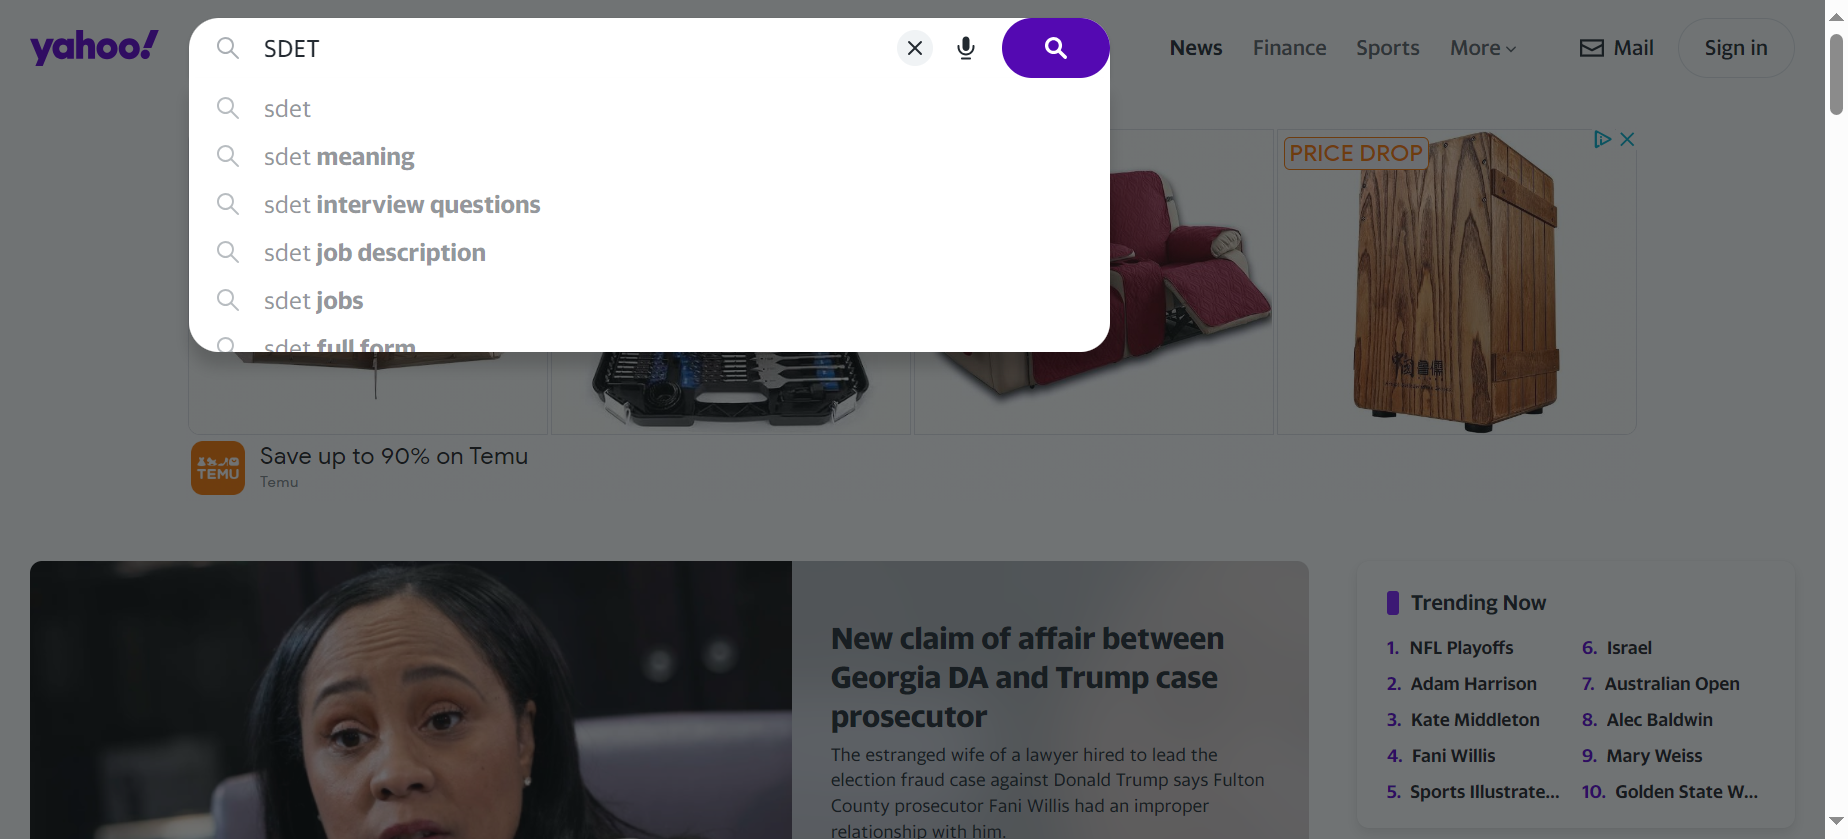 yahoo!
SDET
News
Finance
Sports
More
Mail
Sign in
sdet
sdet meaning
sdet interview questions
sdet job description
sdet jobs
sdet full form
PRICE DROP
TEMU
Save up to 90% on Temu
Temu
New claim of affair between
Georgia DA and Trump case
prosecutor
The estranged wife of a lawyer hired to lead the
election fraud case against Donald Trump says Fulton
County prosecutor Fani Willis had an improper
relationship with him.
Trending Now
1. NFL Playoffs
2. Adam Harrison
3. Kate Middleton
4. Fani Willis
5. Sports Illustrate...
6. Israel
7. Australian Open
8. Alec Baldwin
9. Mary Weiss
10. Golden State W...